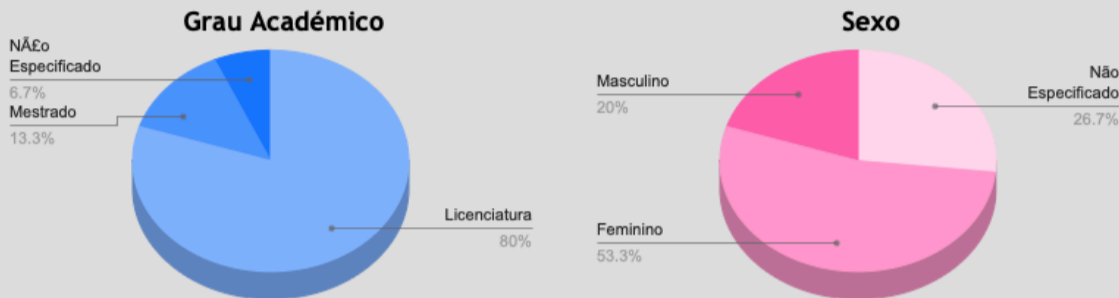 Grau Académico
NÃ£o
Especificado
6.7%
Mestrado
13.3%
Licenciatura
80%
Sexo
Masculino
20%
Não
Especificado
26.7%
Feminino
53.3%